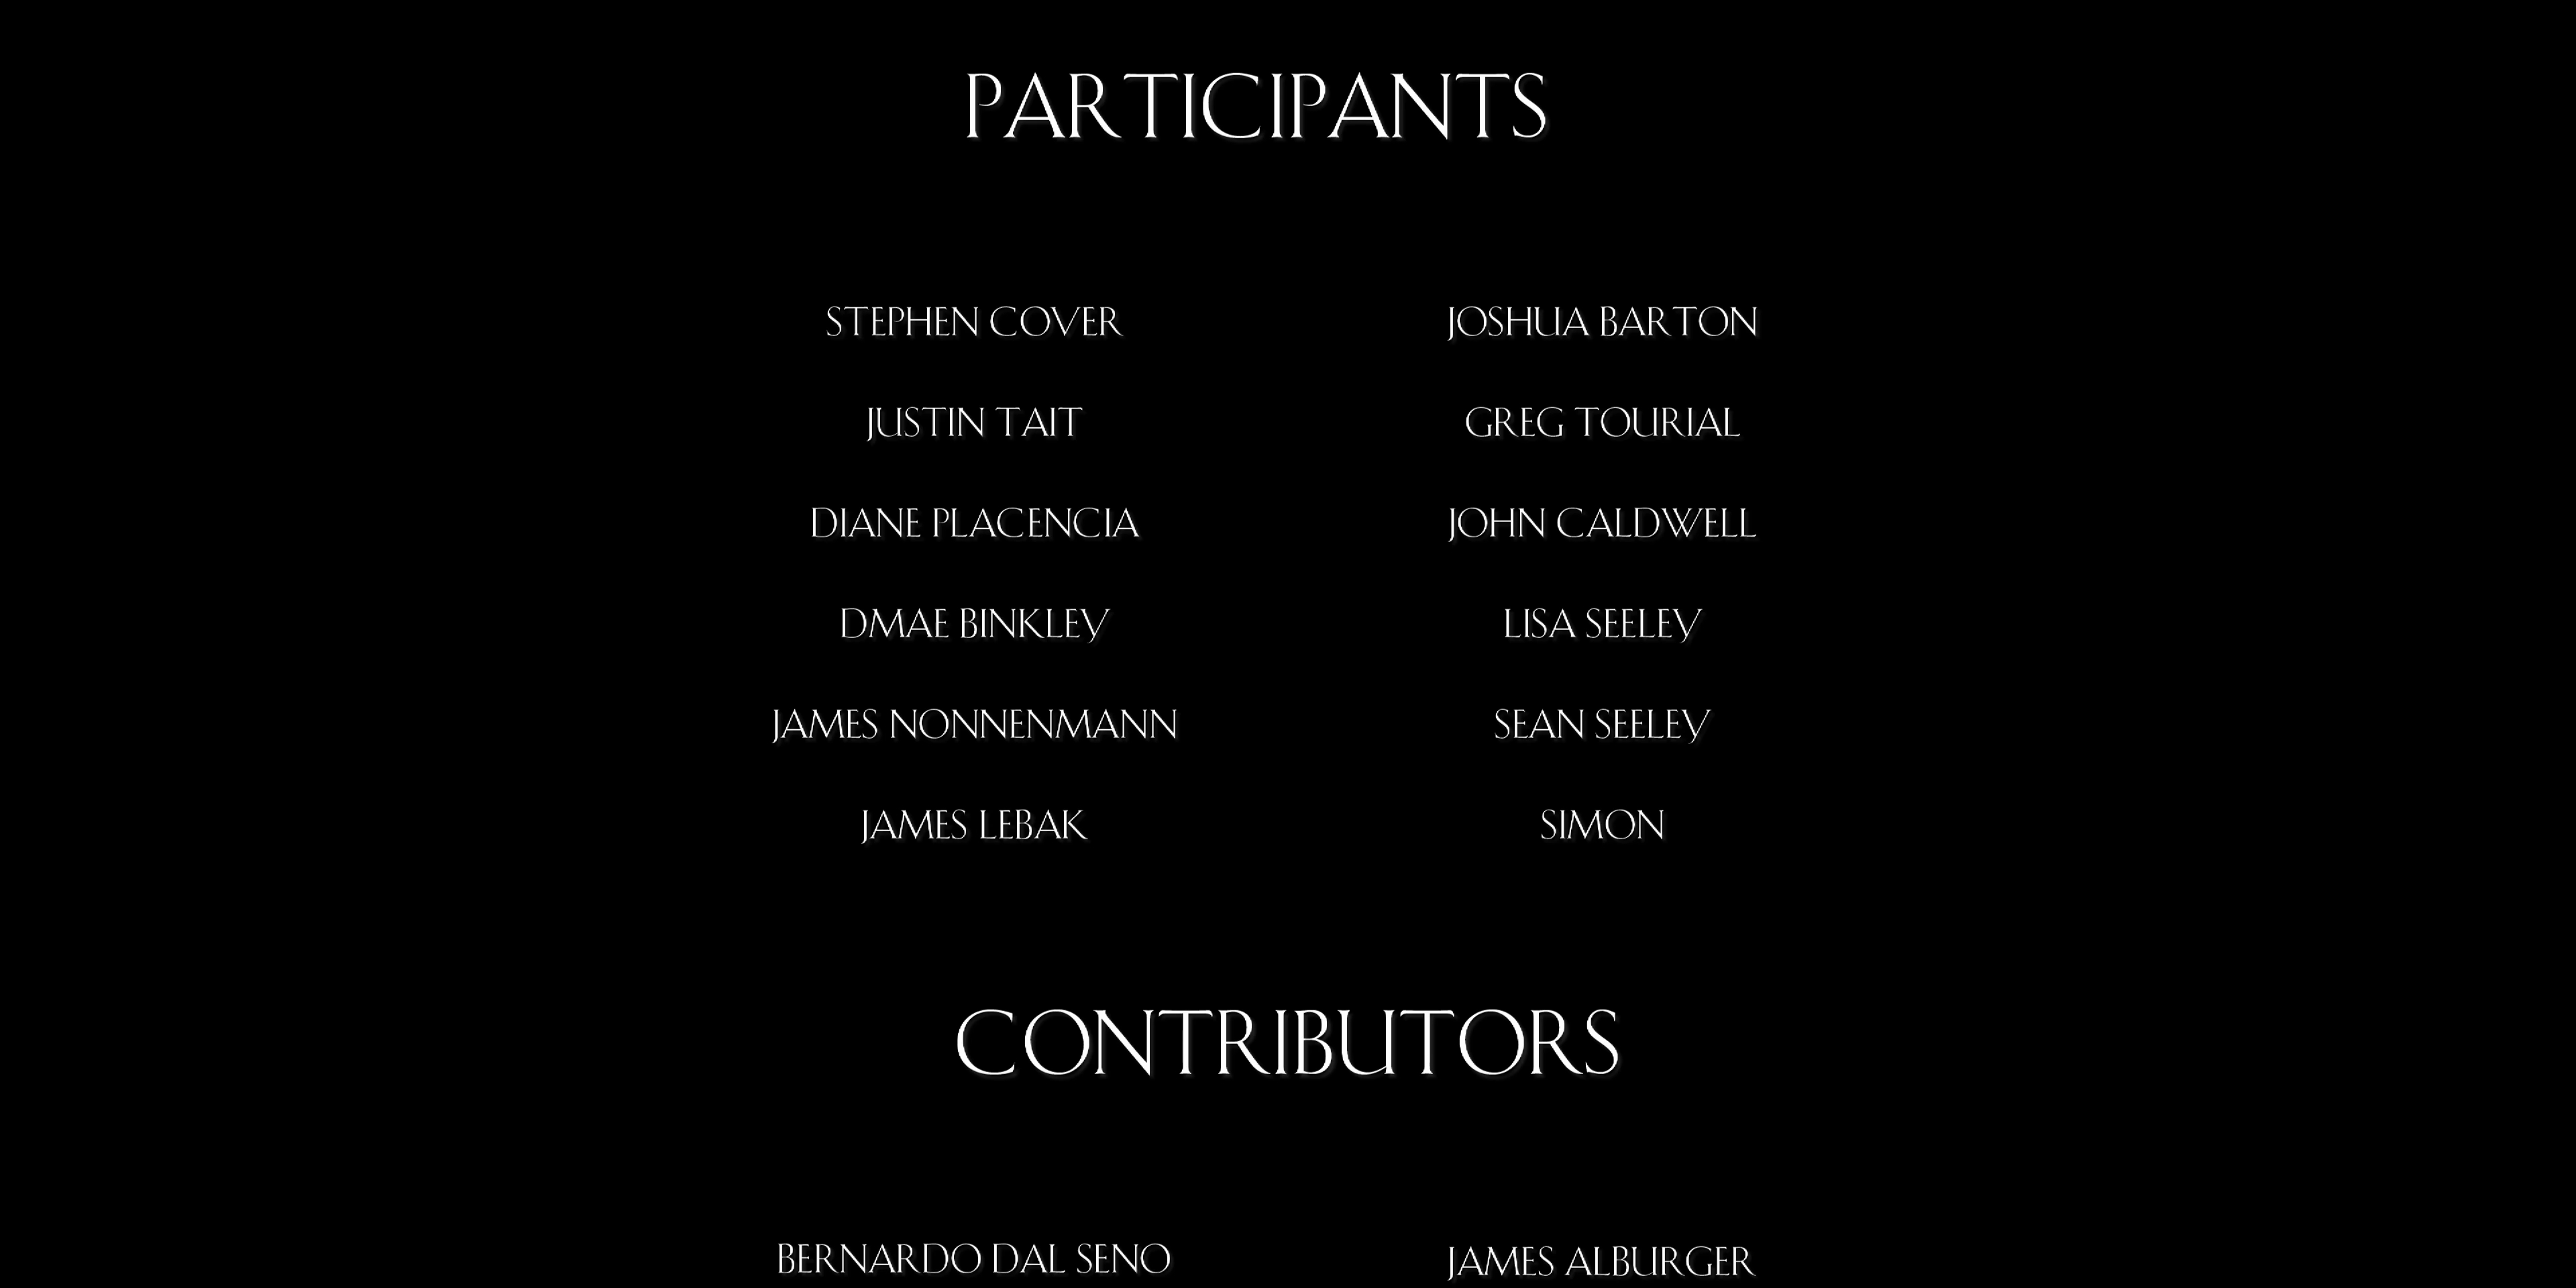 PARTICIPANTS
STEPHEN COVER JOSHUA BARTON
JUSTIN TAIT GREG TOURIAL
DIANE PLACENCIA JOHN CALDWELL
DMAE BINKLEY LISA SEELEY
JAMES NONNENMANN SEAN SEELEY
JAMES LEBAK SIMON
CONTRIBUTORS
BERNARDO DAL SENO JAMES ALBURGER